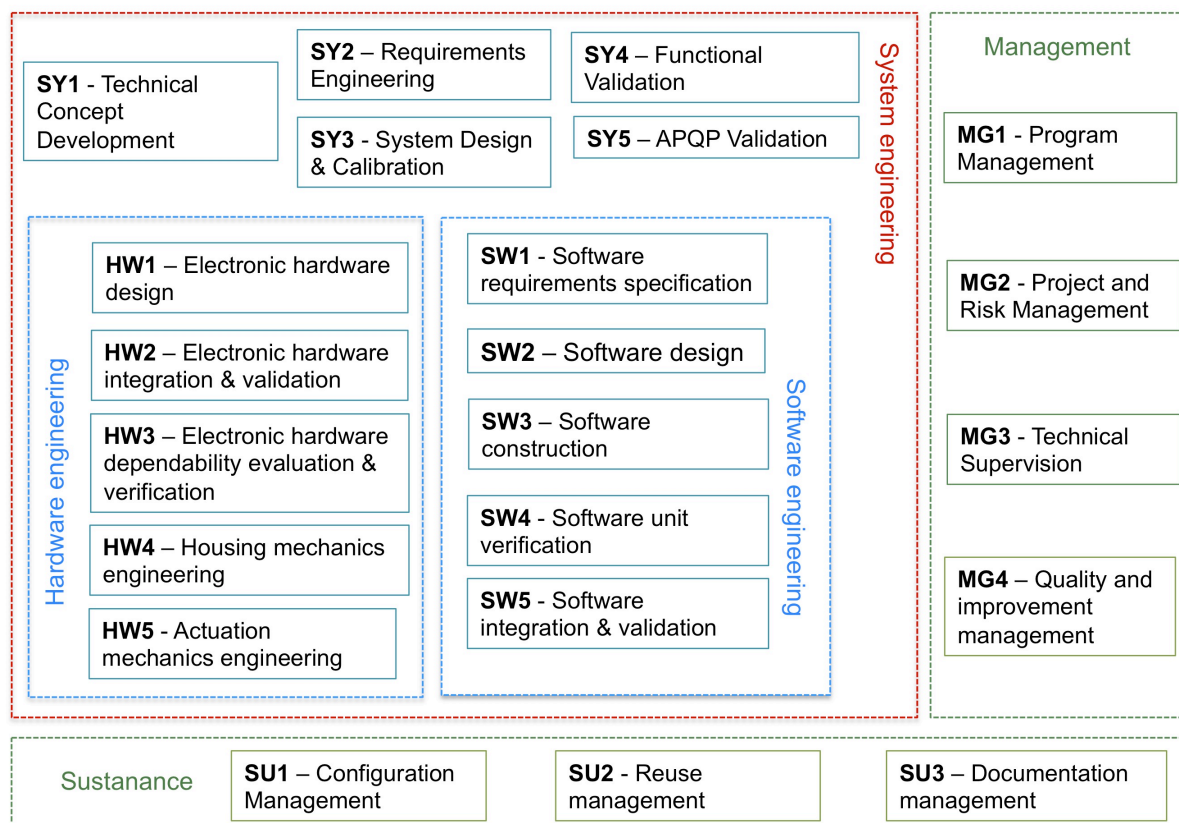 SY1 - Technical
Concept
Development
SY2 – Requirements
Engineering
SY3 - System Design
& Calibration
SY4 – Functional
Validation
SY5 – APQP Validation
System engineering
Hardware engineering
HW1 – Electronic hardware
design
HW2 – Electronic hardware
integration & validation
HW3 – Electronic hardware
dependability evaluation &
verification
HW4 – Housing mechanics
engineering
HW5 - Actuation
mechanics engineering
SW1 - Software
requirements specification
SW2 – Software design
SW3 – Software
construction
SW4 - Software unit
verification
SW5 - Software
integration & validation
Software engineering
Management
MG1 - Program
Management
MG2 - Project and
Risk Management
MG3 - Technical
Supervision
MG4 – Quality and
improvement
management
Sustanance
SU1 – Configuration
Management
SU2 - Reuse
management
SU3 – Documentation
management